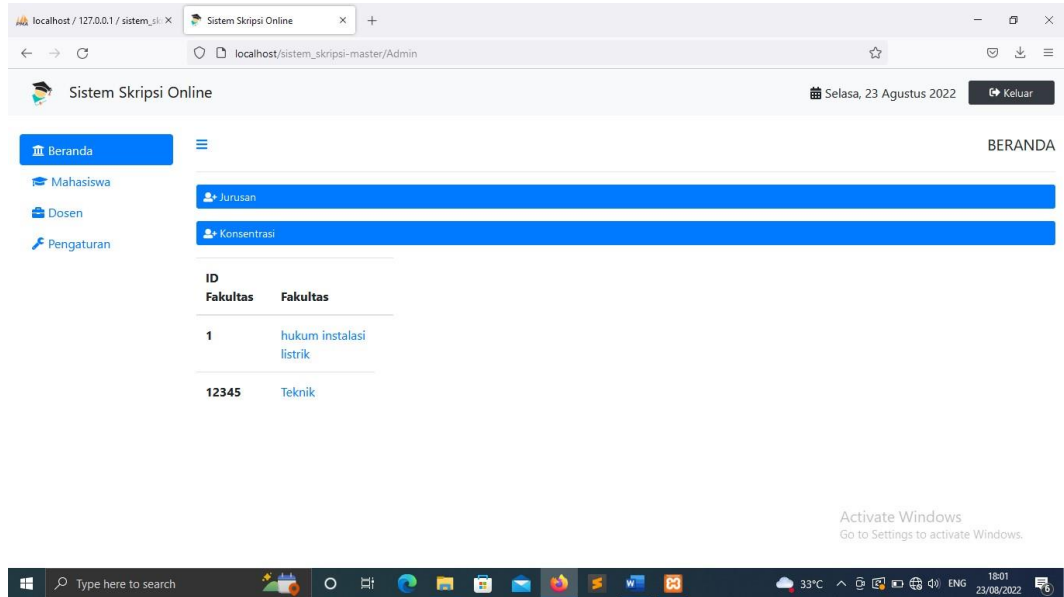 localhost / 127.0.0.1 / sistem_sk
Sistem Skripsi Online
localhost/sistem_skripsi-master/Admin
Sistem Skripsi Online
Selasa, 23 Agustus 2022
Keluar
Beranda
BERANDA
Mahasiswa
Dosen
Pengaturan
Jurusan
Konsentrasi
ID
Fakultas Fakultas
1 hukum instalasi
listrik
12345 Teknik
Activate Windows
Go to Settings to activate Windows.
Type here to search
33°C
ENG
18:01
23/08/2022
6